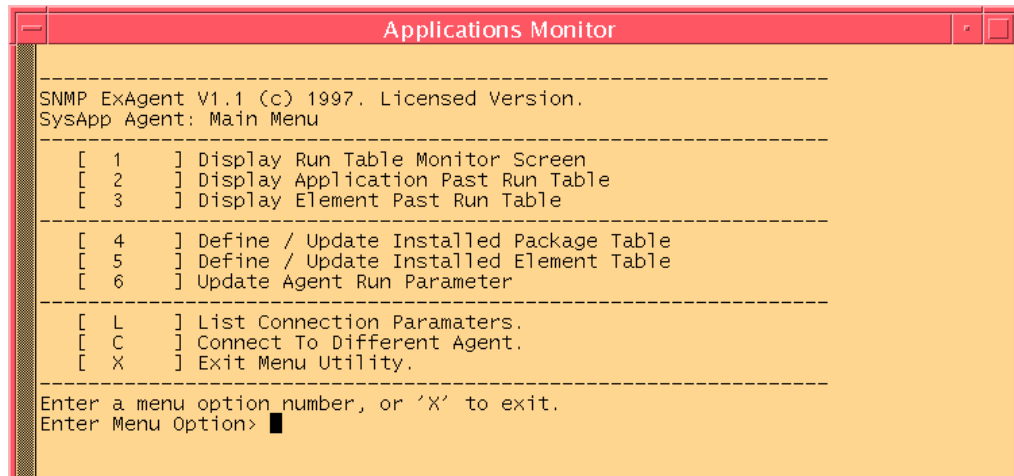 Applications Monitor
--------------------------------------------------------------------
SNMP ExAgent V1.1 (c) 1997. Licensed Version.
SysApp Agent: Main Menu
--------------------------------------------------------------------
[ 1 ] Display Run Table Monitor Screen
[ 2 ] Display Application Past Run Table
[ 3 ] Display Element Past Run Table
--------------------------------------------------------------------
[ 4 ] Define / Update Installed Package Table
[ 5 ] Define / Update Installed Element Table
[ 6 ] Update Agent Run Parameter
--------------------------------------------------------------------
[ L ] List Connection Paramaters.
[ C ] Connect To Different Agent.
[ X ] Exit Menu Utility.
--------------------------------------------------------------------
Enter a menu option number, or 'X' to exit.
Enter Menu Option>